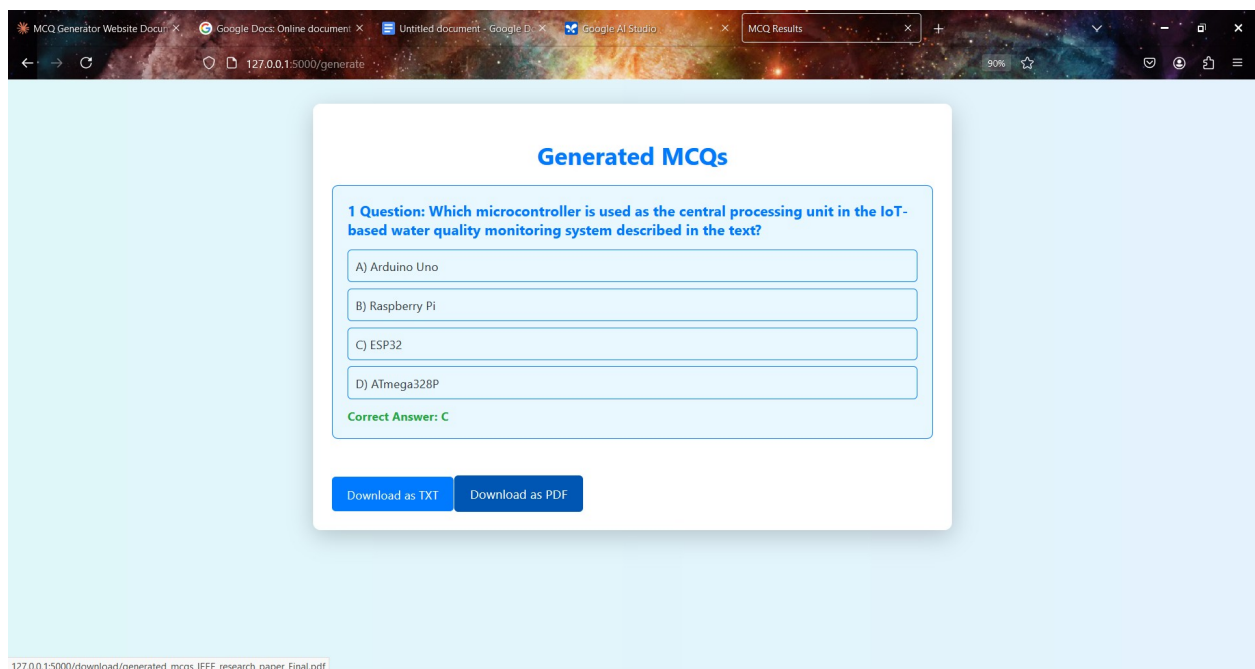 MCQ Generator Website Docum
Google Docs: Online document
Untitled document - Google Do
Google AI Studio
MCQ Results
127.0.0.1:5000/generate
90%
Generated MCQs
1 Question: Which microcontroller is used as the central processing unit in the IoT-
based water quality monitoring system described in the text?
A) Arduino Uno
B) Raspberry Pi
C) ESP32
D) ATmega328P
Correct Answer: C
Download as TXT
Download as PDF
127.0.0.1:5000/download/generated_mcqs_IEEE_research_paper_Final.pdf